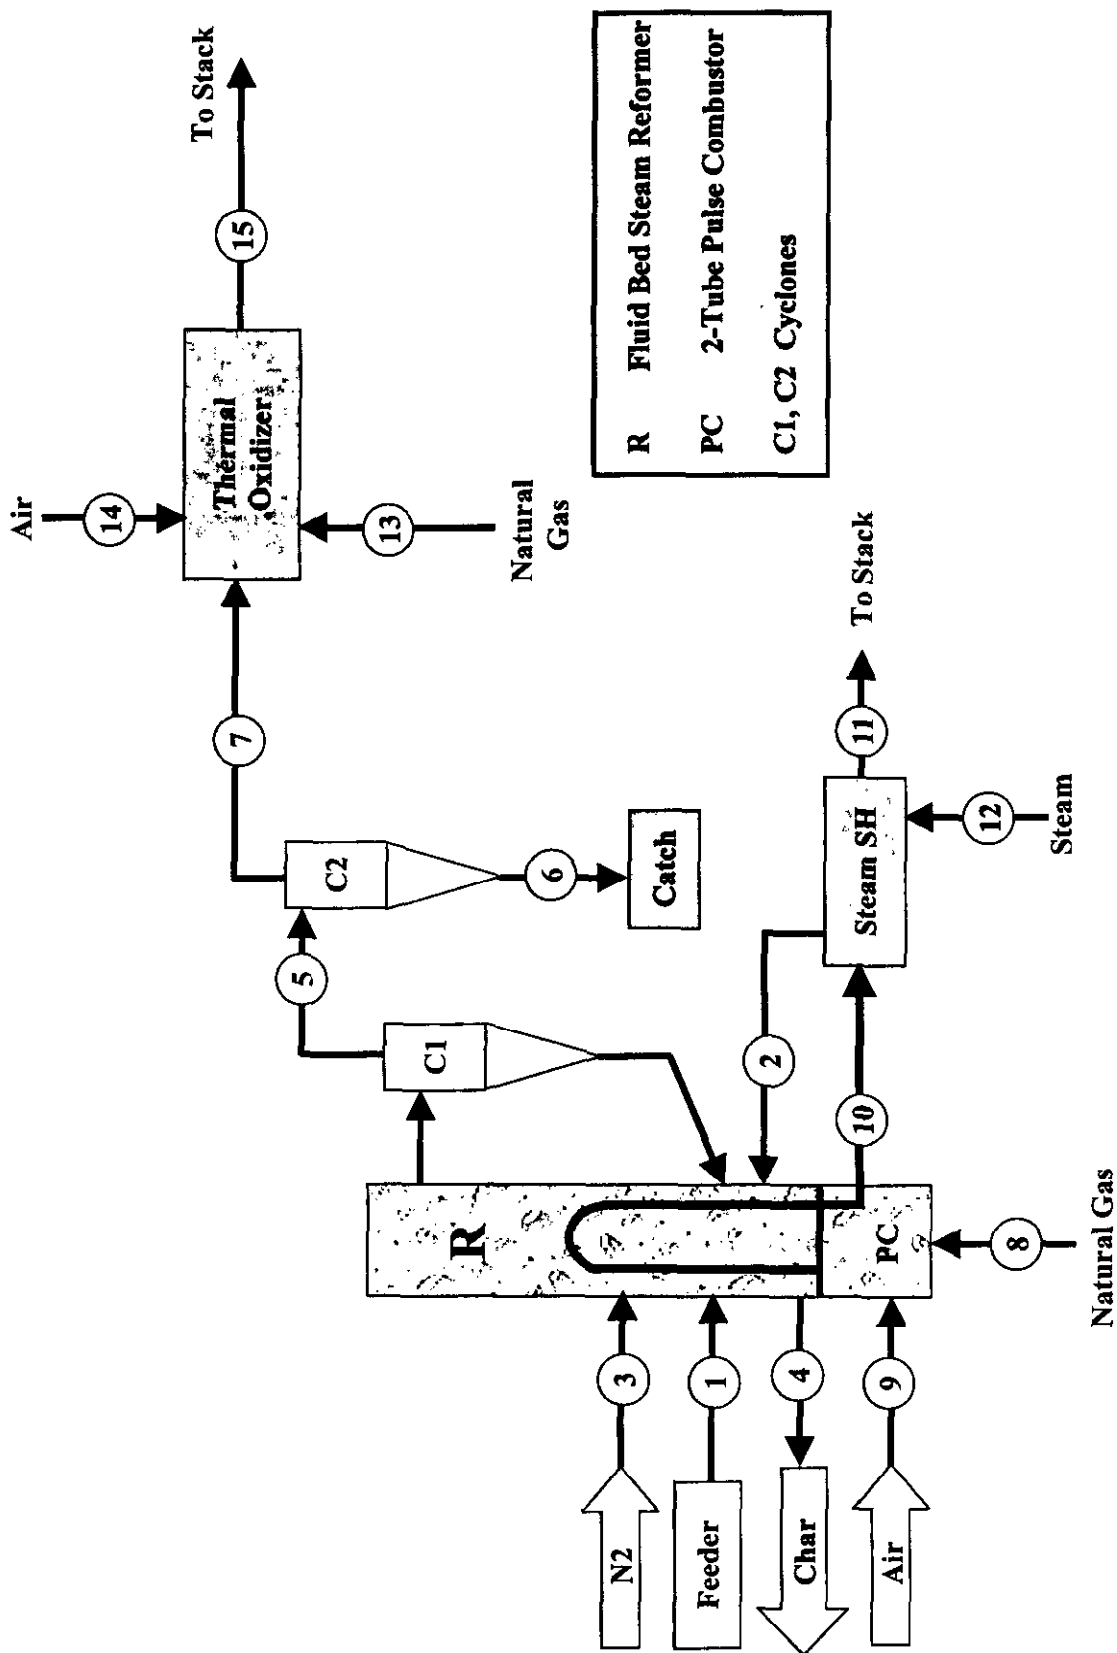 To Stack
15
Air
14
Thermal
Oxidizer
13
Natural
Gas
7
C2
6
Catch
5
C1
R
PC
N2
3
Feeder
1
Char
4
Air
9
8
Natural Gas
2
10
Steam SH
11
To Stack
12
Steam
R Fluid Bed Steam Reformer
PC 2-Tube Pulse Combustor
C1, C2 Cyclones